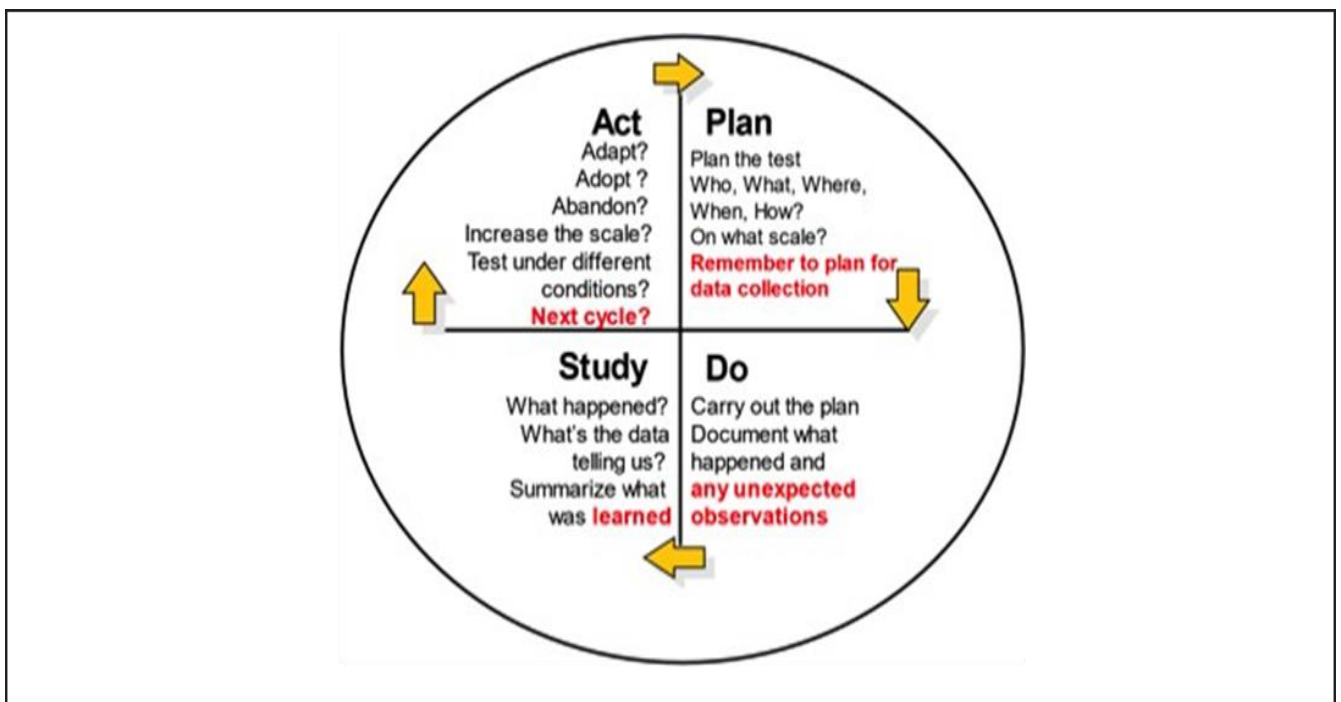 Act
Adapt?
Adopt ?
Abandon?
Increase the scale?
Test under different
conditions?
Next cycle?
Plan
Plan the test
Who, What, Where,
When, How?
On what scale?
Remember to plan for
data collection
Study
What happened?
What's the data
telling us?
Summarize what
was learned
Do
Carry out the plan
Document what
happened and
any unexpected
observations